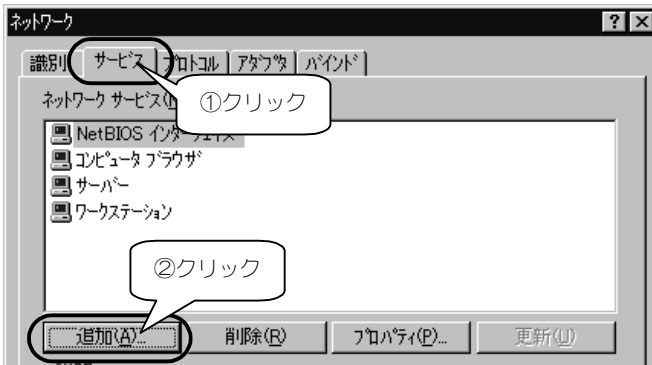 ネットワーク
識別 サービス プロトコル アダプタ バインド
ネットワーク サービス(N
①クリック
NetBIOS インターフェイス
コンピュータ ブラウザ
サーバー
ワークステーション
②クリック
追加(A)... 削除(R) プロパティ(P)... 更新(U)